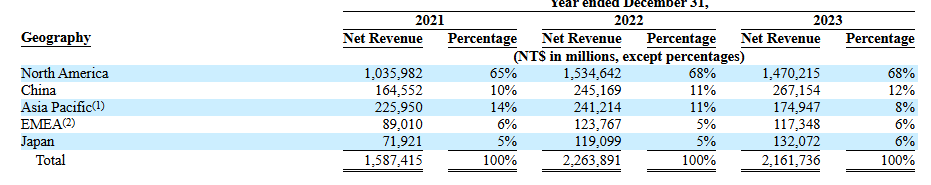 Year ended December 31,
2021 2022 2023
Geography Net Revenue Percentage Net Revenue Percentage Net Revenue Percentage
(NT$ in millions, except percentages)
North America 1,035,982 65% 1,534,642 68% 1,470,215 68%
China 164,552 10% 245,169 11% 267,154 12%
Asia Pacific(1) 225,950 14% 241,214 11% 174,947 8%
EMEA(2) 89,010 6% 123,767 5% 117,348 6%
Japan 71,921 5% 119,099 5% 132,072 6%
Total 1,587,415 100% 2,263,891 100% 2,161,736 100%